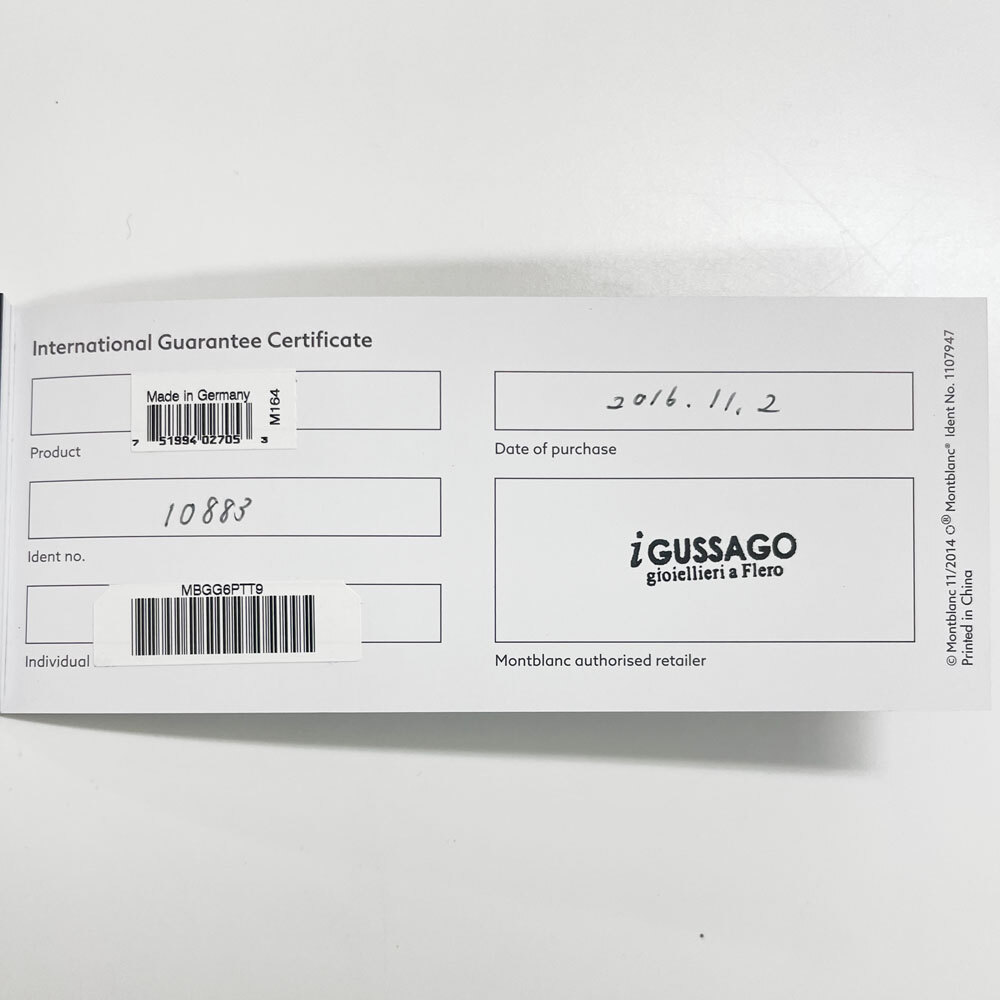 International Guarantee Certificate
Made in Germany
M164
7 51994 02705 3
Product
10883
Ident no.
MBGG6PTT9
Individual
2016.11.2
Date of purchase
i GUSSAGO
gioiellieri a Flero
Montblanc authorised retailer
© Montblanc 11/2014 O® Montblanc® Ident No. 1107947
Printed in China